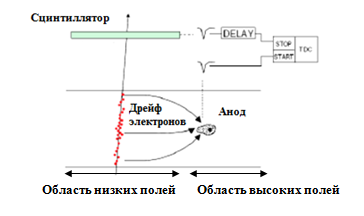 Сцинтиллятор
DELAY
STOP
START
TDC
Дрейф
электронов
Анод
Область низких полей
Область высоких полей